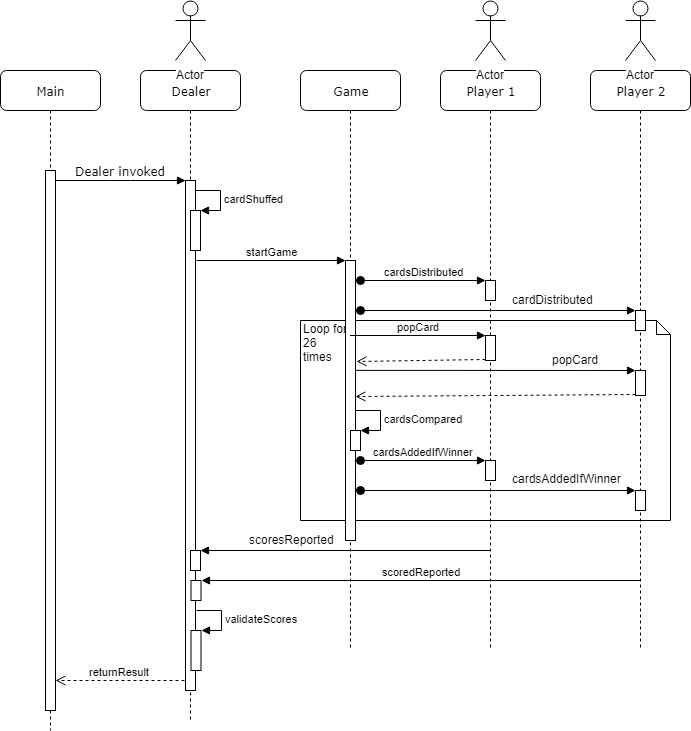 Actor
Actor
Actor
Main
Dealer
Game
Player 1
Player 2
Dealer invoked
cardShuffed
startGame
cardsDistributed
cardDistributed
Loop for
26
times
popCard
popCard
cardsCompared
cardsAddedIfWinner
cardsAddedIfWinner
scoresReported
scoredReported
validateScores
returnResult